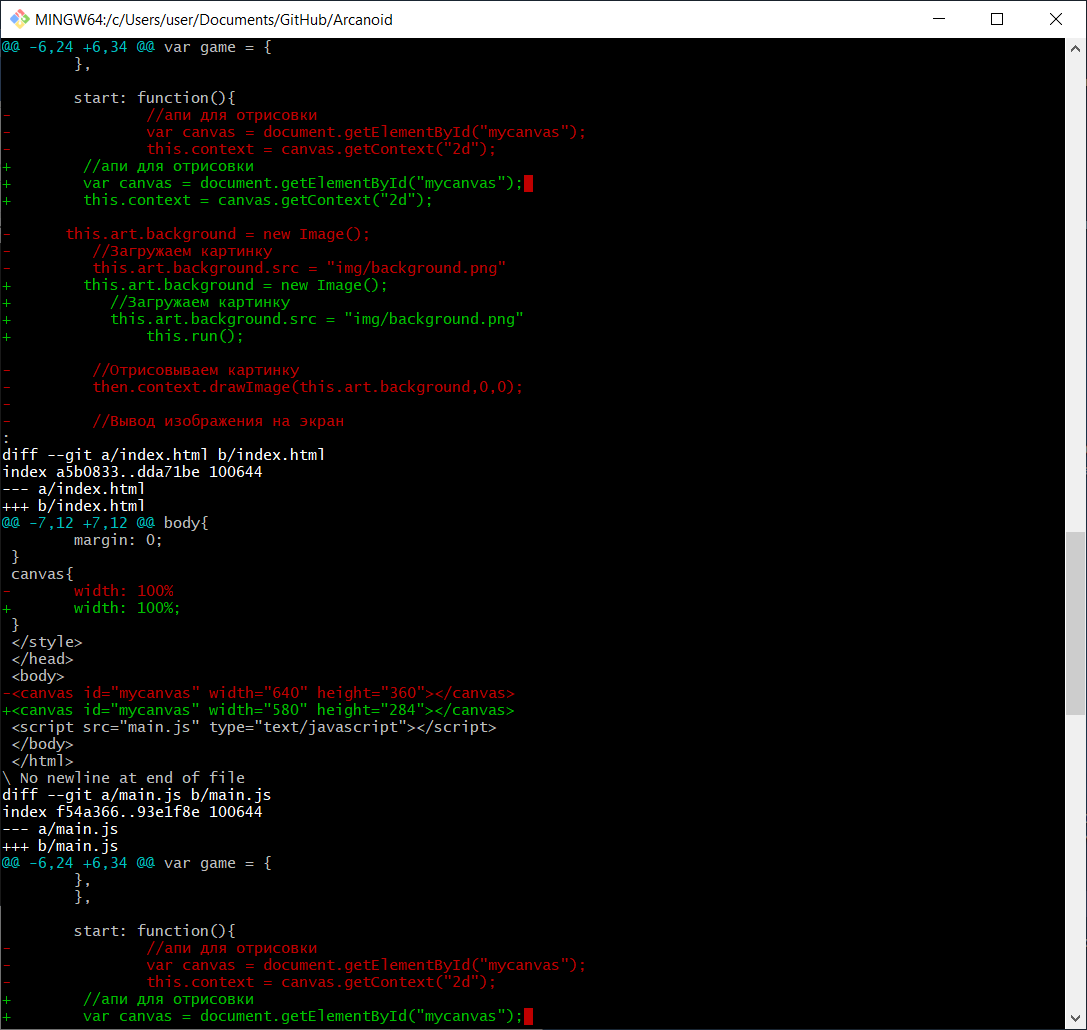 MINGW64:/c/Users/user/Documents/GitHub/Arcanoid
@@ -6,24 +6,34 @@ var game = {
        },

        start: function(){
-               //апи для отрисовки
-               var canvas = document.getElementById("mycanvas");
-               this.context = canvas.getContext("2d");
+        //апи для отрисовки
+        var canvas = document.getElementById("mycanvas");
+        this.context = canvas.getContext("2d");

-      this.art.background = new Image();
-         //Загружаем картинку
-         this.art.background.src = "img/background.png"
+        this.art.background = new Image();
+           //Загружаем картинку
+           this.art.background.src = "img/background.png"
+               this.run();

-         //Отрисовываем картинку
-         then.context.drawImage(this.art.background,0,0);
-
-         //Вывод изображения на экран
:
diff --git a/index.html b/index.html
index a5b0833..dda71be 100644
--- a/index.html
+++ b/index.html
@@ -7,12 +7,12 @@ body{
        margin: 0;
 }
 canvas{
-       width: 100%
+       width: 100%;
 }
 </style>
 </head>
 <body>
-<canvas id="mycanvas" width="640" height="360"></canvas>
+<canvas id="mycanvas" width="580" height="284"></canvas>
 <script src="main.js" type="text/javascript"></script>
 </body>
 </html>
\ No newline at end of file
diff --git a/main.js b/main.js
index f54a366..93e1f8e 100644
--- a/main.js
+++ b/main.js
@@ -6,24 +6,34 @@ var game = {
        },
        },

        start: function(){
-               //апи для отрисовки
-               var canvas = document.getElementById("mycanvas");
-               this.context = canvas.getContext("2d");
+        //апи для отрисовки
+        var canvas = document.getElementById("mycanvas");